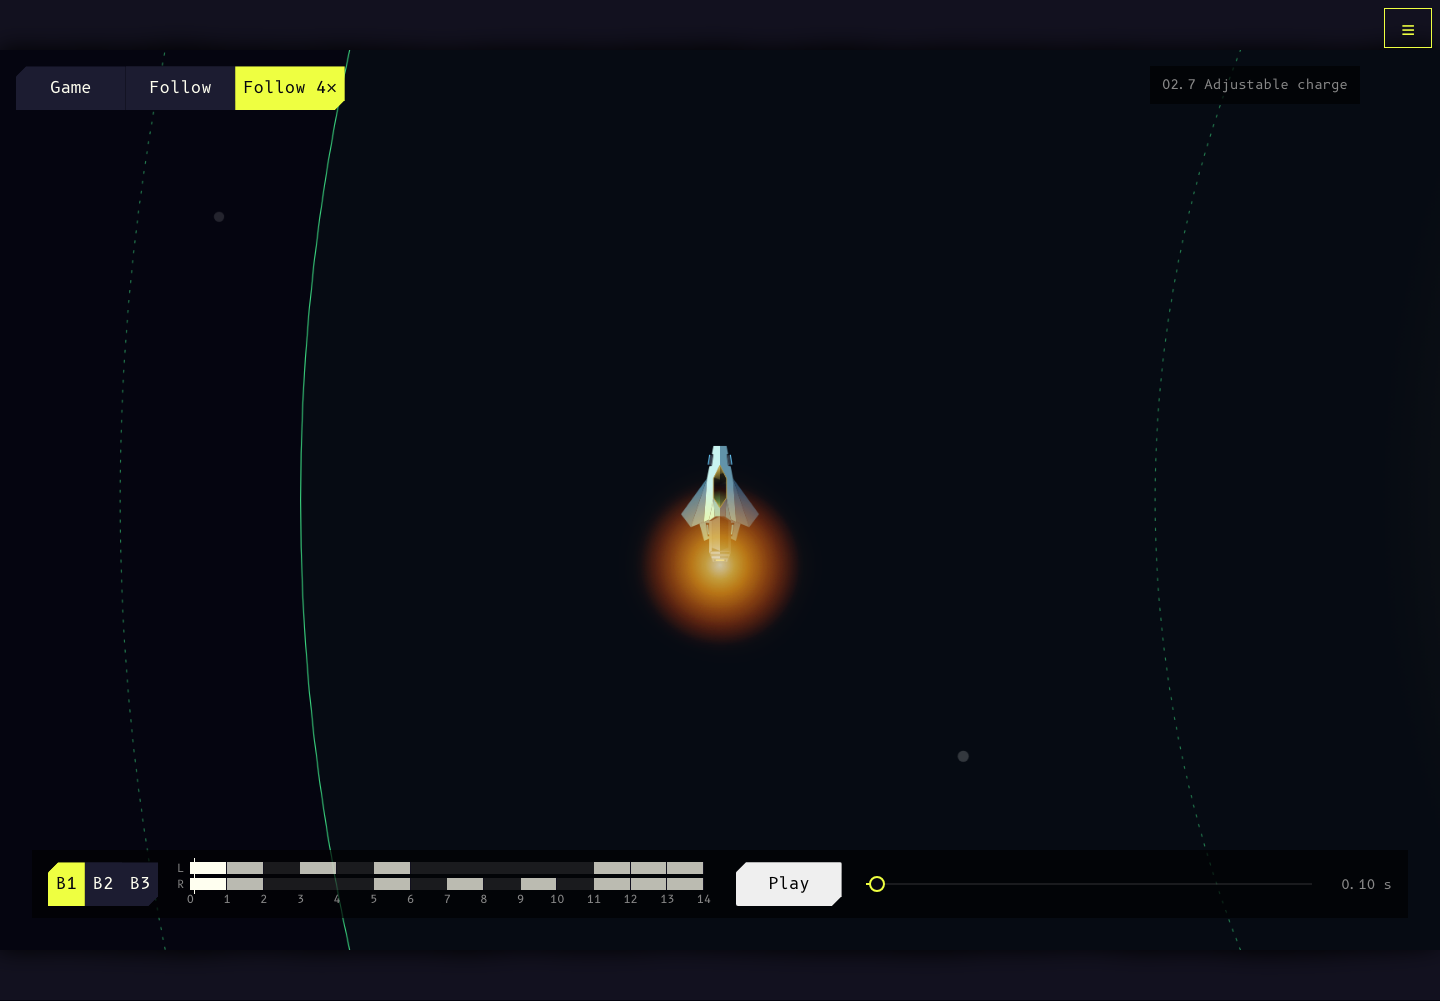 ≡
Game Follow Follow 4×
02.7 Adjustable charge
B1 B2 B3
L
R
0 1 2 3 4 5 6 7 8 9 10 11 12 13 14
Play
0.10 s